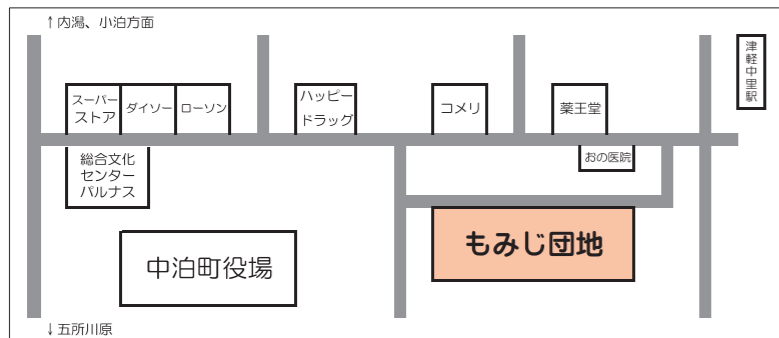 ↑内潟、小泊方面
津軽中里駅
スーパー
ストア
ダイソー
ローソン
ハッピー
ドラッグ
コメリ
薬王堂
総合文化
センター
パルナス
おの医院
もみじ団地
中泊町役場
↓五所川原